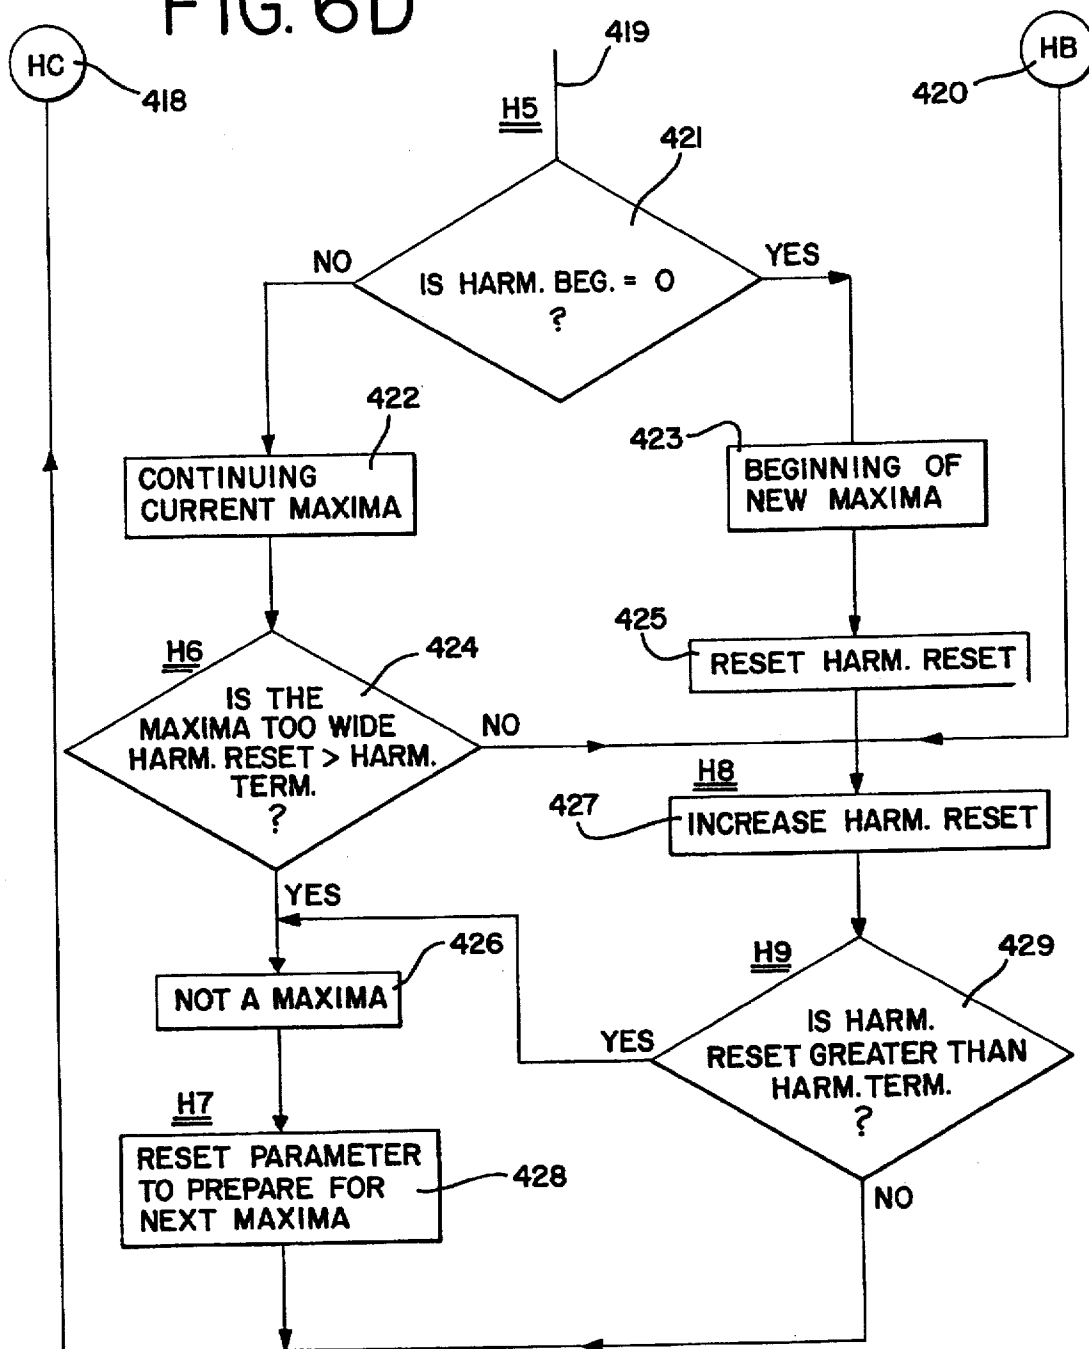 FIG. 6D
HC
418
419
HB
420
H5
421
NO
YES
IS HARM. BEG. = 0
?
422
423
CONTINUING
CURRENT MAXIMA
BEGINNING OF
NEW MAXIMA
425
RESET HARM. RESET
H6
424
IS THE
MAXIMA TOO WIDE
HARM. RESET > HARM.
TERM.
?
NO
H8
427
INCREASE HARM. RESET
YES
426
NOT A MAXIMA
H9
429
YES
IS HARM.
RESET GREATER THAN
HARM. TERM.
?
H7
RESET PARAMETER
TO PREPARE FOR
NEXT MAXIMA
428
NO